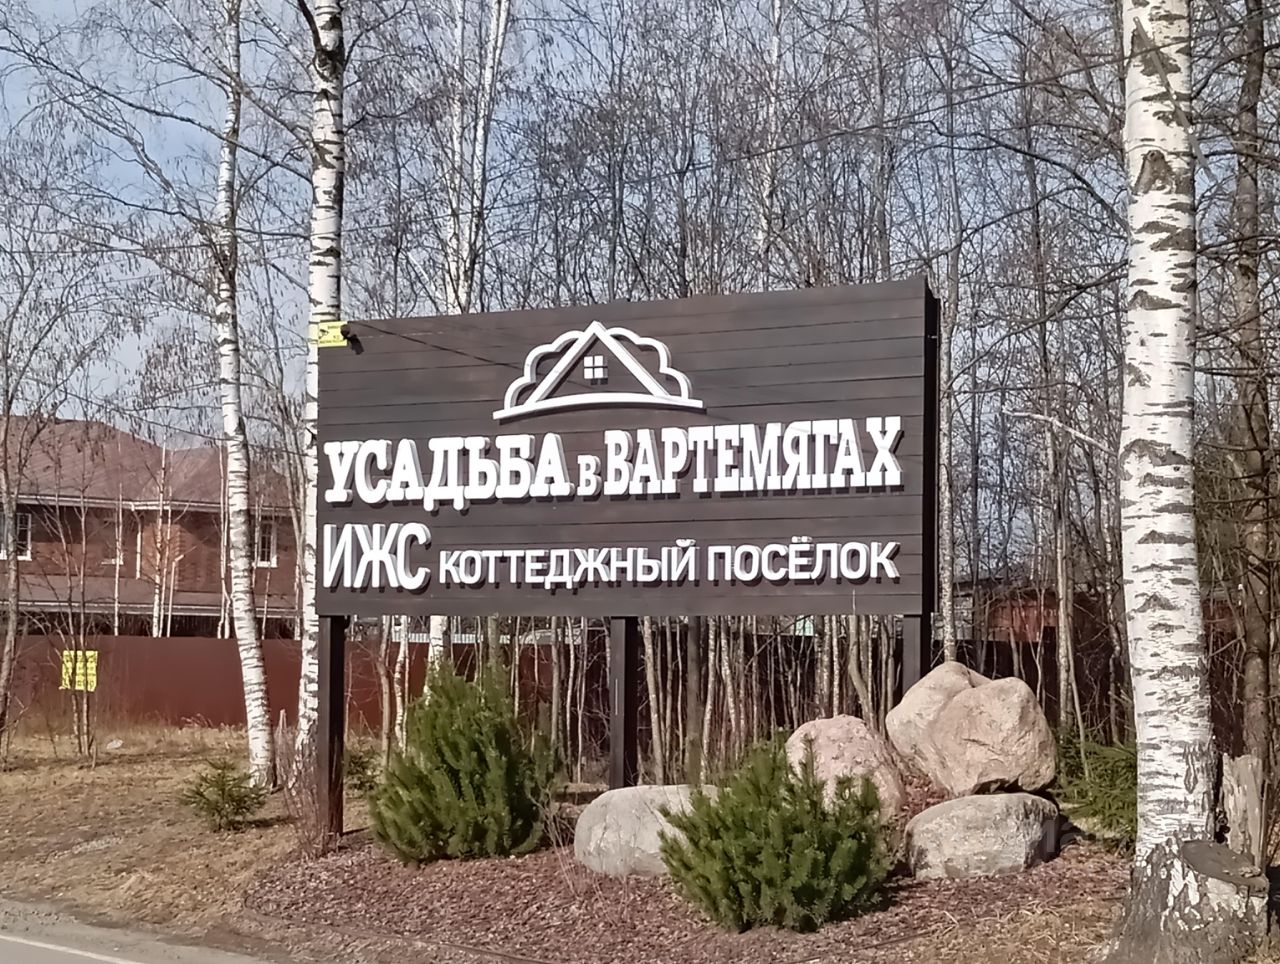 УСАДЬБА в ВАРТЕМЯГАХ
ИЖС КОТТЕДЖНЫЙ ПОСЁЛОК